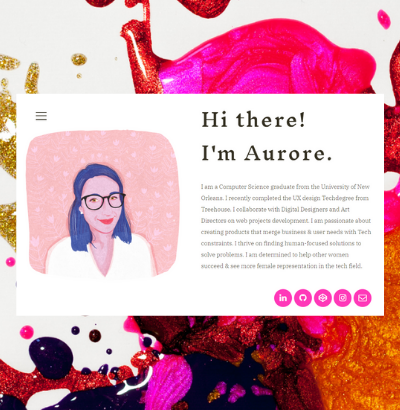 Hi there!
I'm Aurore.
I am a Computer Science graduate from the University of New
Orleans. I recently completed the UX design Techdegree from
Treehouse. I collaborate with Digital Designers and Art
Directors on web projects development. I am passionate about
creating products that merge business & user needs with Tech
constraints. I thrive on finding human-focused solutions to
solve problems. I am determined to help other women
succeed & see more female representation in the tech field.
in